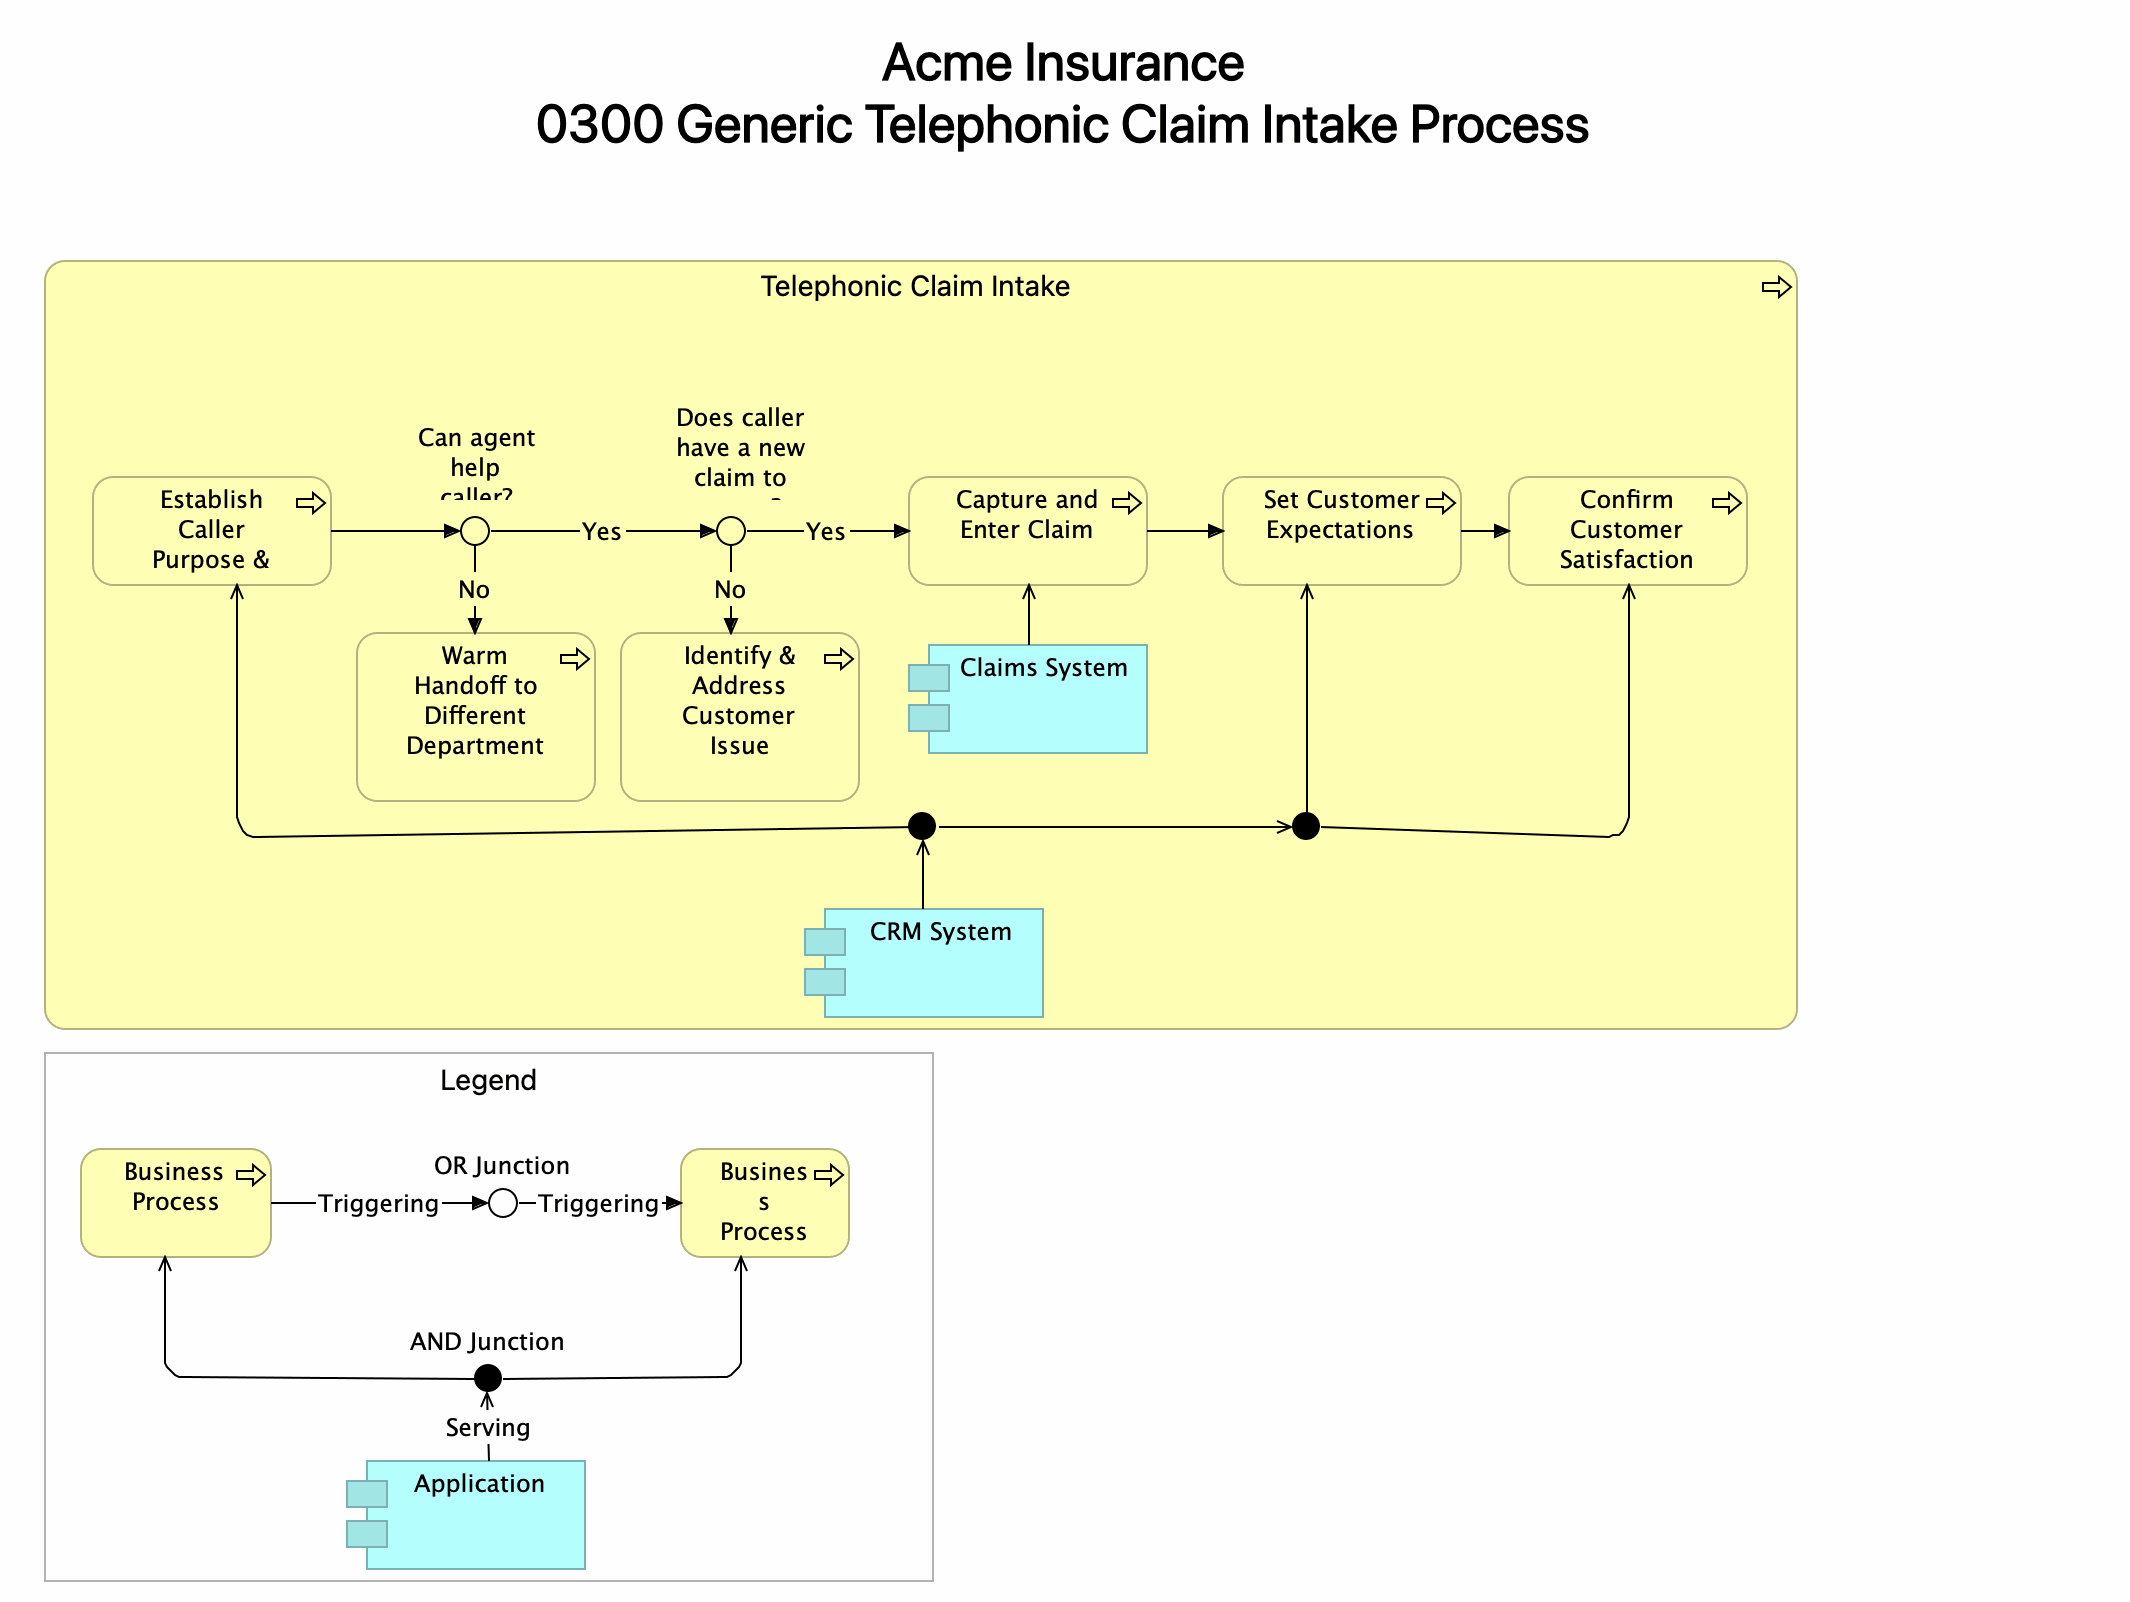 Acme Insurance
0300 Generic Telephonic Claim Intake Process
Telephonic Claim Intake
Establish
Caller
Purpose &
Can agent
help
caller?
Yes
No
Does caller
have a new
claim to
Yes
No
Capture and
Enter Claim
Set Customer
Expectations
Confirm
Customer
Satisfaction
Warm
Handoff to
Different
Department
Identify &
Address
Customer
Issue
Claims System
CRM System
Legend
Business
Process
Triggering
OR Junction
Triggering
Busines
s
Process
AND Junction
Serving
Application